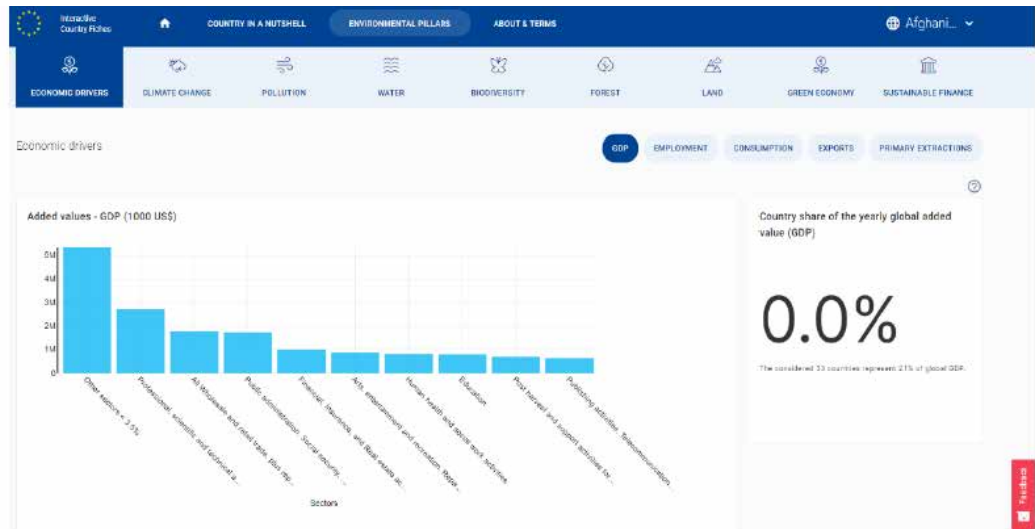 Interactive
Country Fiches
COUNTRY IN A NUTSHELL
ENVIRONMENTAL PILLARS
ABOUT & TERMS
Afghani...
ECONOMIC DRIVERS
CLIMATE CHANGE
POLLUTION
WATER
BIODIVERSITY
FOREST
LAND
GREEN ECONOMY
SUSTAINABLE FINANCE
Economic drivers
GDP
EMPLOYMENT
CONSUMPTION
EXPORTS
PRIMARY EXTRACTIONS
Added values - GDP (1000 US$)
5M
4M
3M
2M
1M
0
Other sectors < 3.5%
Professional, scientific and technical a...
All Wholesale and retail trade, plus rep...
Public administration, Social security, ...
Financial, Insurance, and Real estate ac...
Arts, entertainment and recreation, Repa...
Human health and social work activities
Education
Post harvest and support activities for...
Publishing activities, Telecommunication...
Sectors
Country share of the yearly global added
value (GDP)
0.0%
The considered 33 countries represent 21% of global GDP.
Feedback